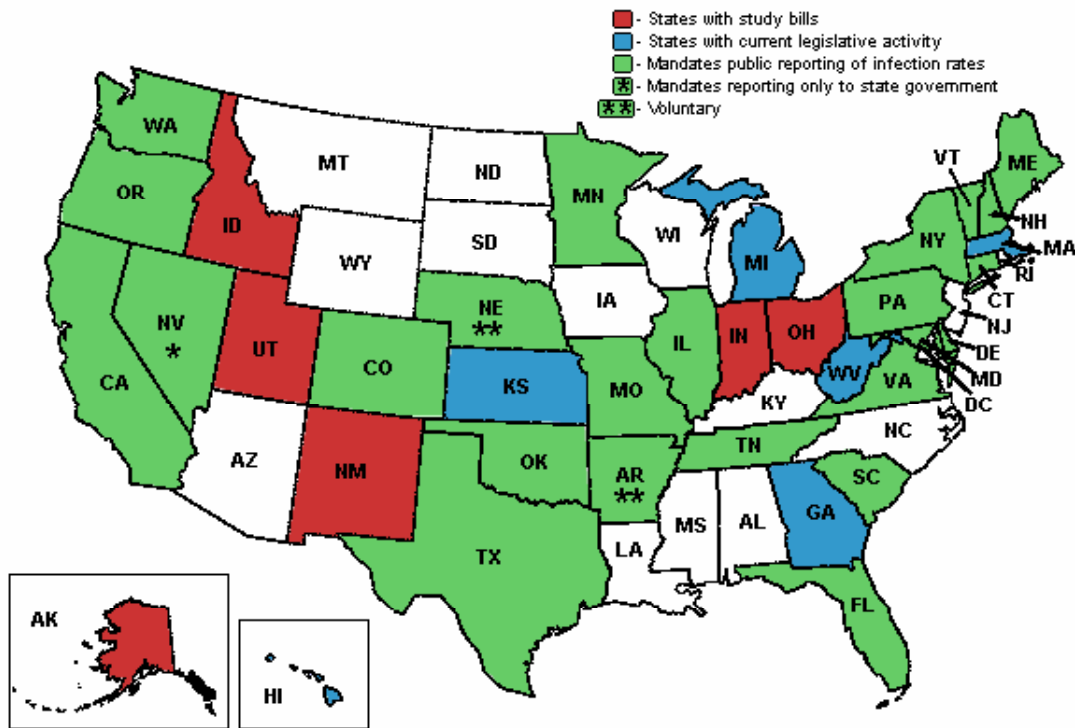 - States with study bills
- States with current legislative activity
- Mandates public reporting of infection rates
* - Mandates reporting only to state government
** - Voluntary
WA
MT
ND
MN
VT
ME
OR
ID
SD
WI
NY
NH
MA
RI
WY
MI
CT
IA
PA
NJ
NE
**
NV
*
UT
CO
IL
IN
OH
DE
MD
DC
CA
KS
MO
WV
VA
KY
NC
AZ
NM
OK
AR
**
TN
SC
MS
AL
GA
LA
TX
FL
AK
HI